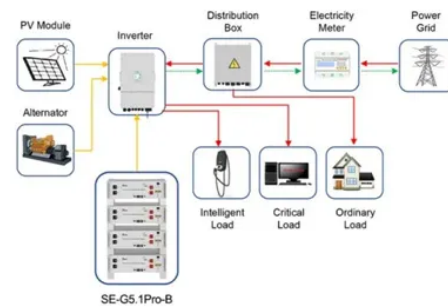 PV Module
Inverter
Distribution
Box
Electricity
Meter
Power
Grid
Alternator
Intelligent
Load
Critical
Load
Ordinary
Load
SE-G5.1Pro-B